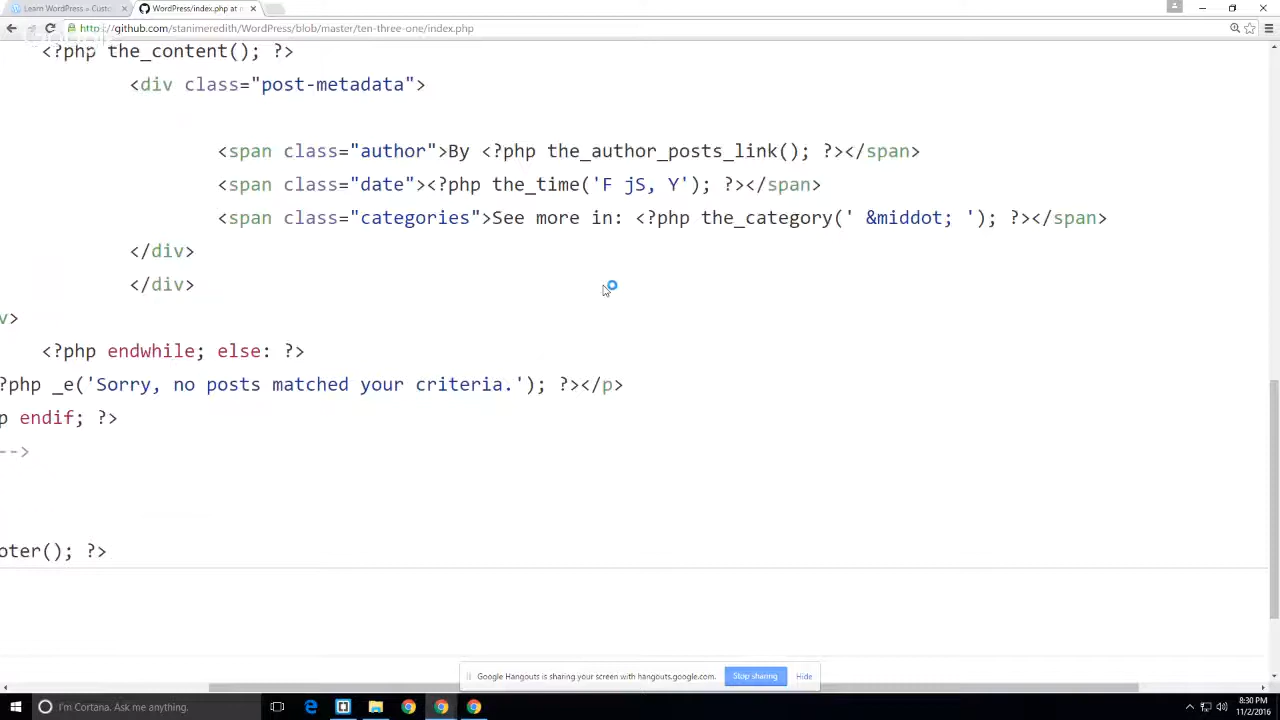 Learn WordPress » Custo
WordPress/index.php at m
https://github.com/stanimeredith/WordPress/blob/master/ten-three-one/index.php
<?php the_content(); ?>
<div class="post-metadata">
<span class="author">By <?php the_author_posts_link(); ?></span>
<span class="date"><?php the_time('F jS, Y'); ?></span>
<span class="categories">See more in: <?php the_category(' &middot; '); ?></span>
</div>
</div>
v>
<?php endwhile; else: ?>
?php _e('Sorry, no posts matched your criteria.'); ?></p>
p endif; ?>
-->
oter(); ?>
Google Hangouts is sharing your screen with hangouts.google.com.
Stop sharing
Hide
I'm Cortana. Ask me anything.
8:30 PM
11/2/2016